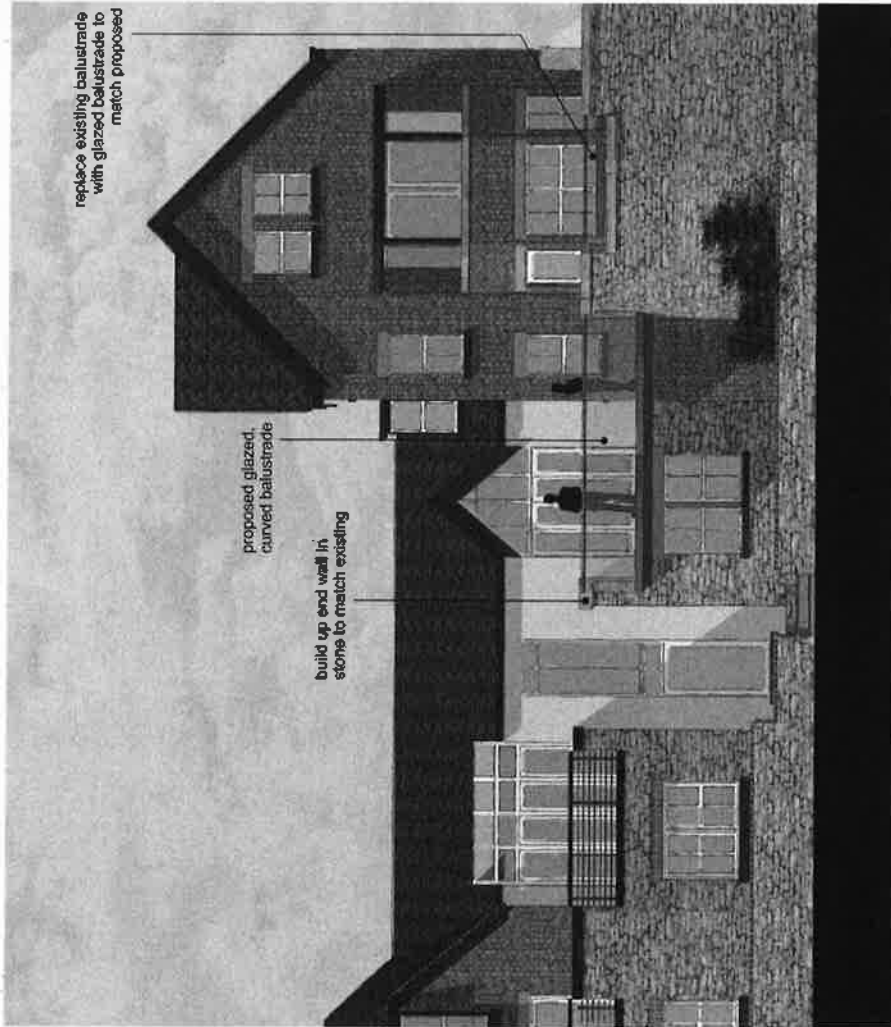 replace existing balustrade
with glazed balustrade to
match proposed
proposed glazed,
curved balustrade
build up end wall in
stone to match existing